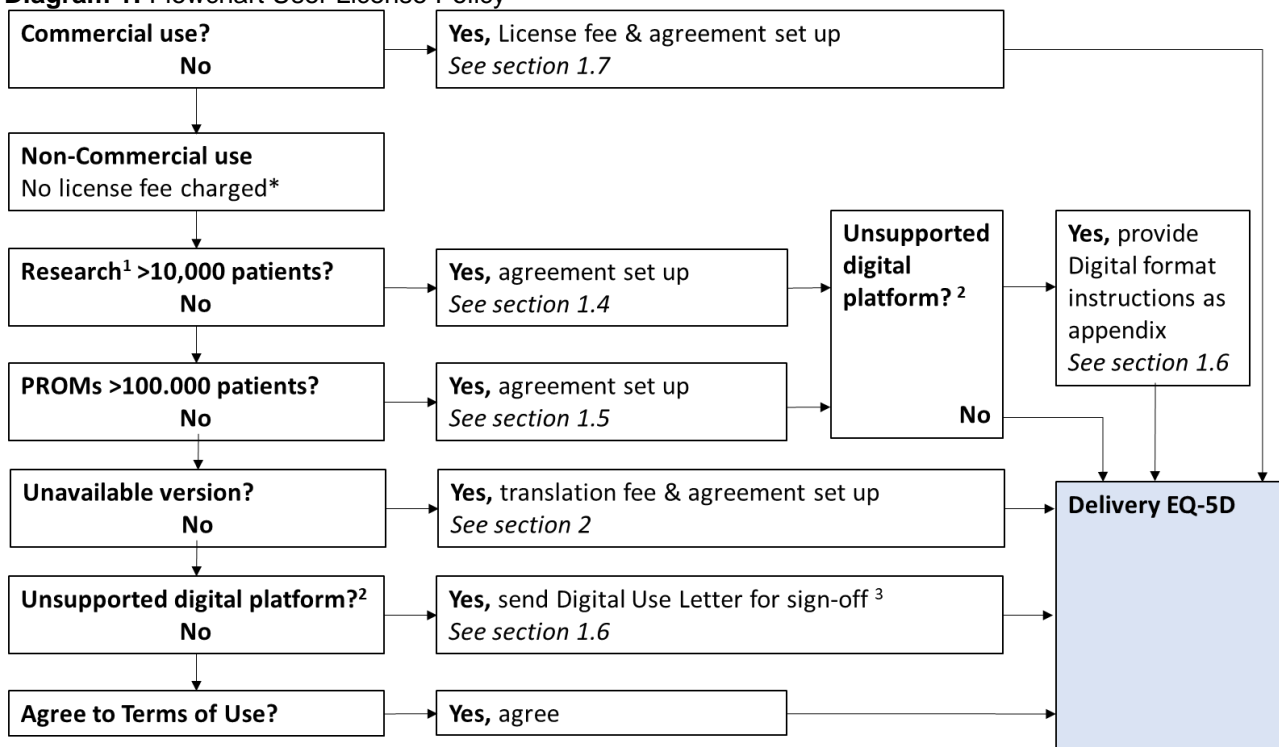 Diagram 1: Flowchart User License Policy
Commercial use?
No
Yes, License fee & agreement set up
See section 1.7
Non-Commercial use
No license fee charged*
Research¹ >10,000 patients?
No
Yes, agreement set up
See section 1.4
Unsupported
digital
platform? ²
No
Yes, provide
Digital format
instructions as
appendix
See section 1.6
PROMs >100.000 patients?
No
Yes, agreement set up
See section 1.5
Unavailable version?
No
Yes, translation fee & agreement set up
See section 2
Delivery EQ-5D
Unsupported digital platform?²
No
Yes, send Digital Use Letter for sign-off ³
See section 1.6
Agree to Terms of Use?
Yes, agree